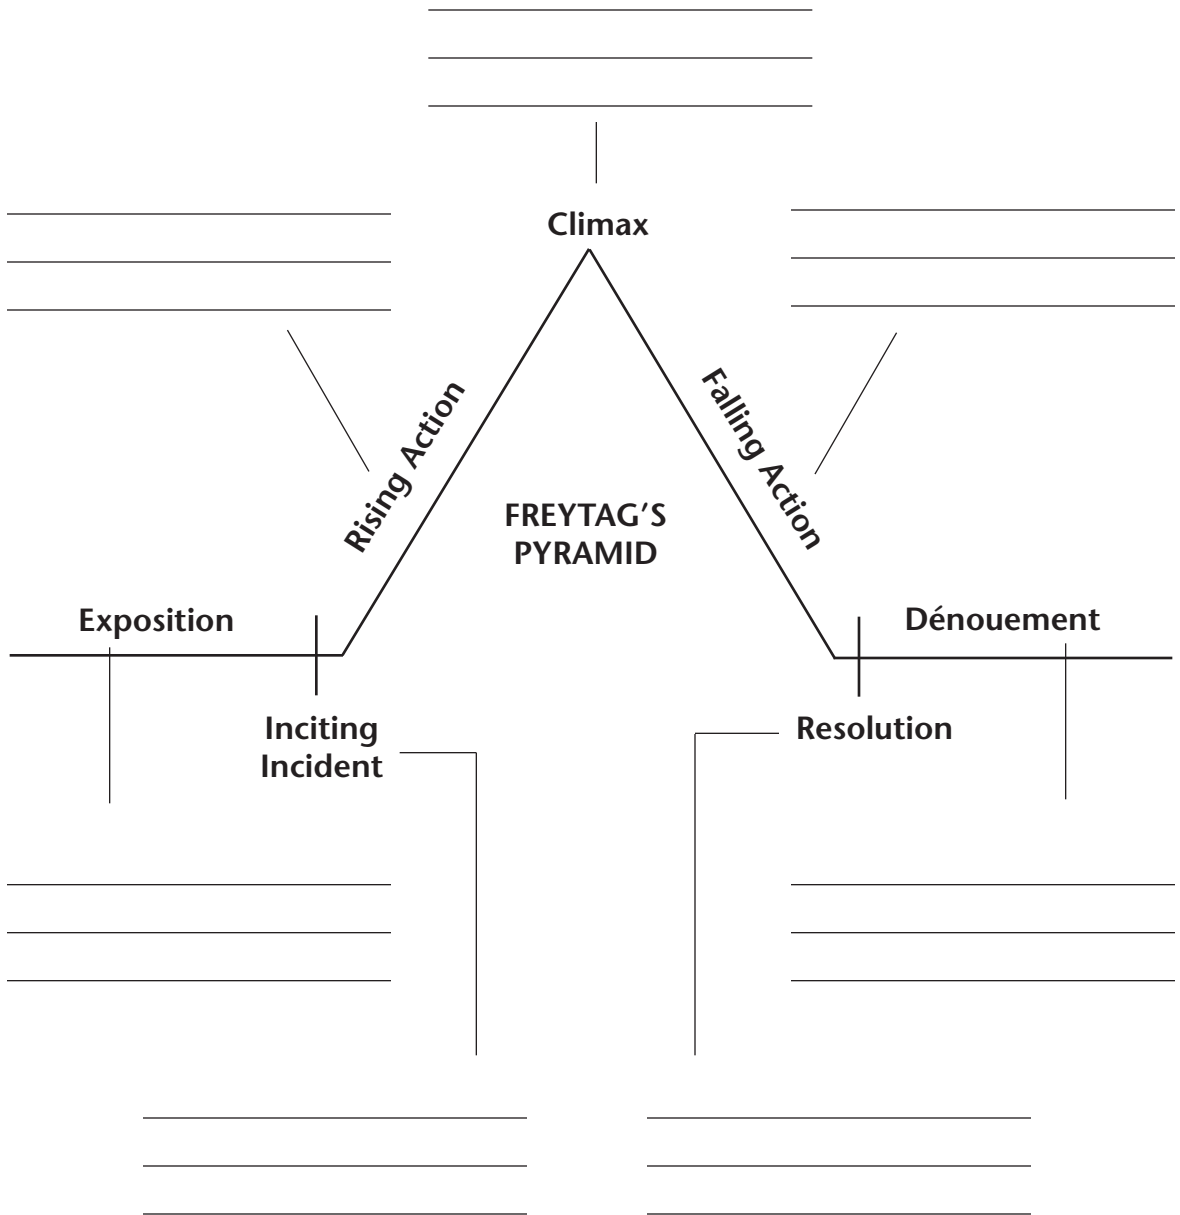 Climax
Rising Action
Falling Action
FREYTAG’S
PYRAMID
Exposition
Dénouement
Inciting
Incident
Resolution